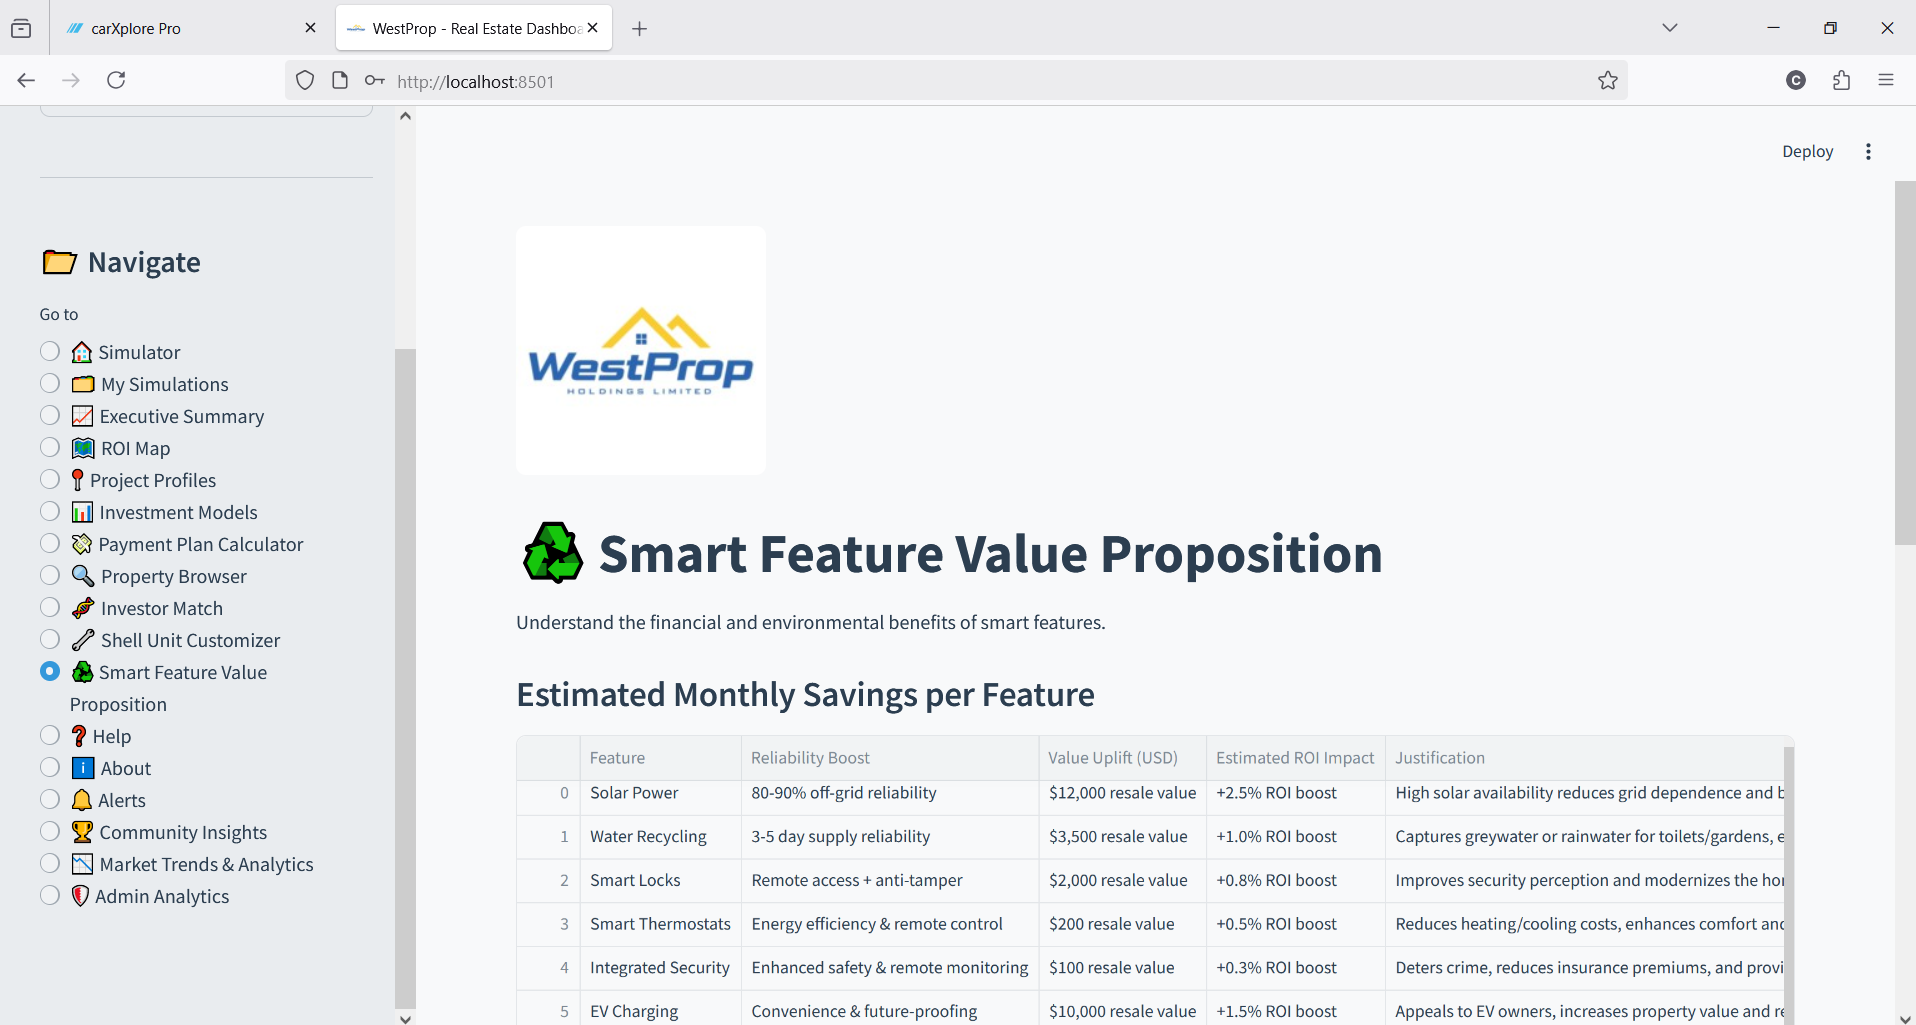 carXplore Pro
WestProp - Real Estate Dashboa
http://localhost:8501
C
Deploy
Navigate
Go to
Simulator
My Simulations
Executive Summary
ROI Map
Project Profiles
Investment Models
Payment Plan Calculator
Property Browser
Investor Match
Shell Unit Customizer
Smart Feature Value
Proposition
Help
About
Alerts
Community Insights
Market Trends & Analytics
Admin Analytics
WestProp
HOLDINGS LIMITED
Smart Feature Value Proposition
Understand the financial and environmental benefits of smart features.
Estimated Monthly Savings per Feature
Feature Reliability Boost Value Uplift (USD) Estimated ROI Impact Justification
0 Solar Power 80-90% off-grid reliability $12,000 resale value +2.5% ROI boost High solar availability reduces grid dependence and b
1 Water Recycling 3-5 day supply reliability $3,500 resale value +1.0% ROI boost Captures greywater or rainwater for toilets/gardens, e
2 Smart Locks Remote access + anti-tamper $2,000 resale value +0.8% ROI boost Improves security perception and modernizes the ho
3 Smart Thermostats Energy efficiency & remote control $200 resale value +0.5% ROI boost Reduces heating/cooling costs, enhances comfort and
4 Integrated Security Enhanced safety & remote monitoring $100 resale value +0.3% ROI boost Deters crime, reduces insurance premiums, and provi
5 EV Charging Convenience & future-proofing $10,000 resale value +1.5% ROI boost Appeals to EV owners, increases property value and re